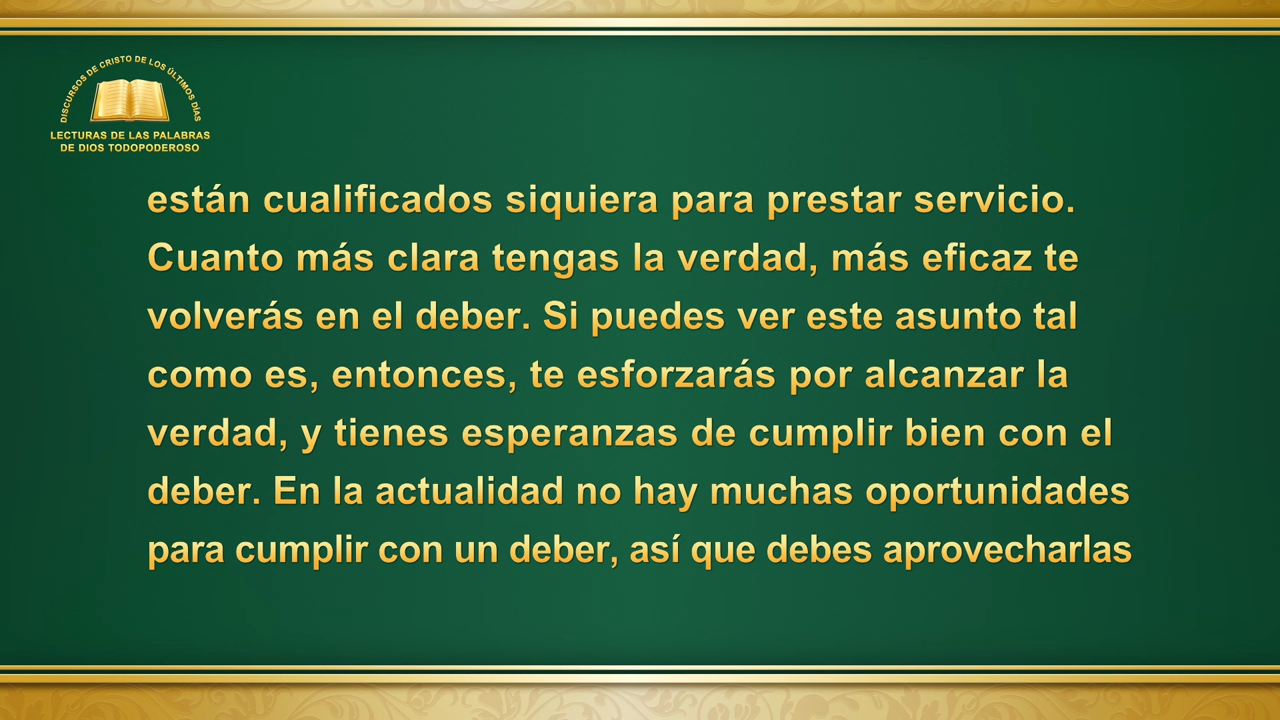 DISCURSOS DE CRISTO DE LOS ÚLTIMOS DÍAS
LECTURAS DE LAS PALABRAS
DE DIOS TODOPODEROSO
están cualificados siquiera para prestar servicio.
Cuanto más clara tengas la verdad, más eficaz te
volverás en el deber. Si puedes ver este asunto tal
como es, entonces, te esforzarás por alcanzar la
verdad, y tienes esperanzas de cumplir bien con el
deber. En la actualidad no hay muchas oportunidades
para cumplir con un deber, así que debes aprovecharlas